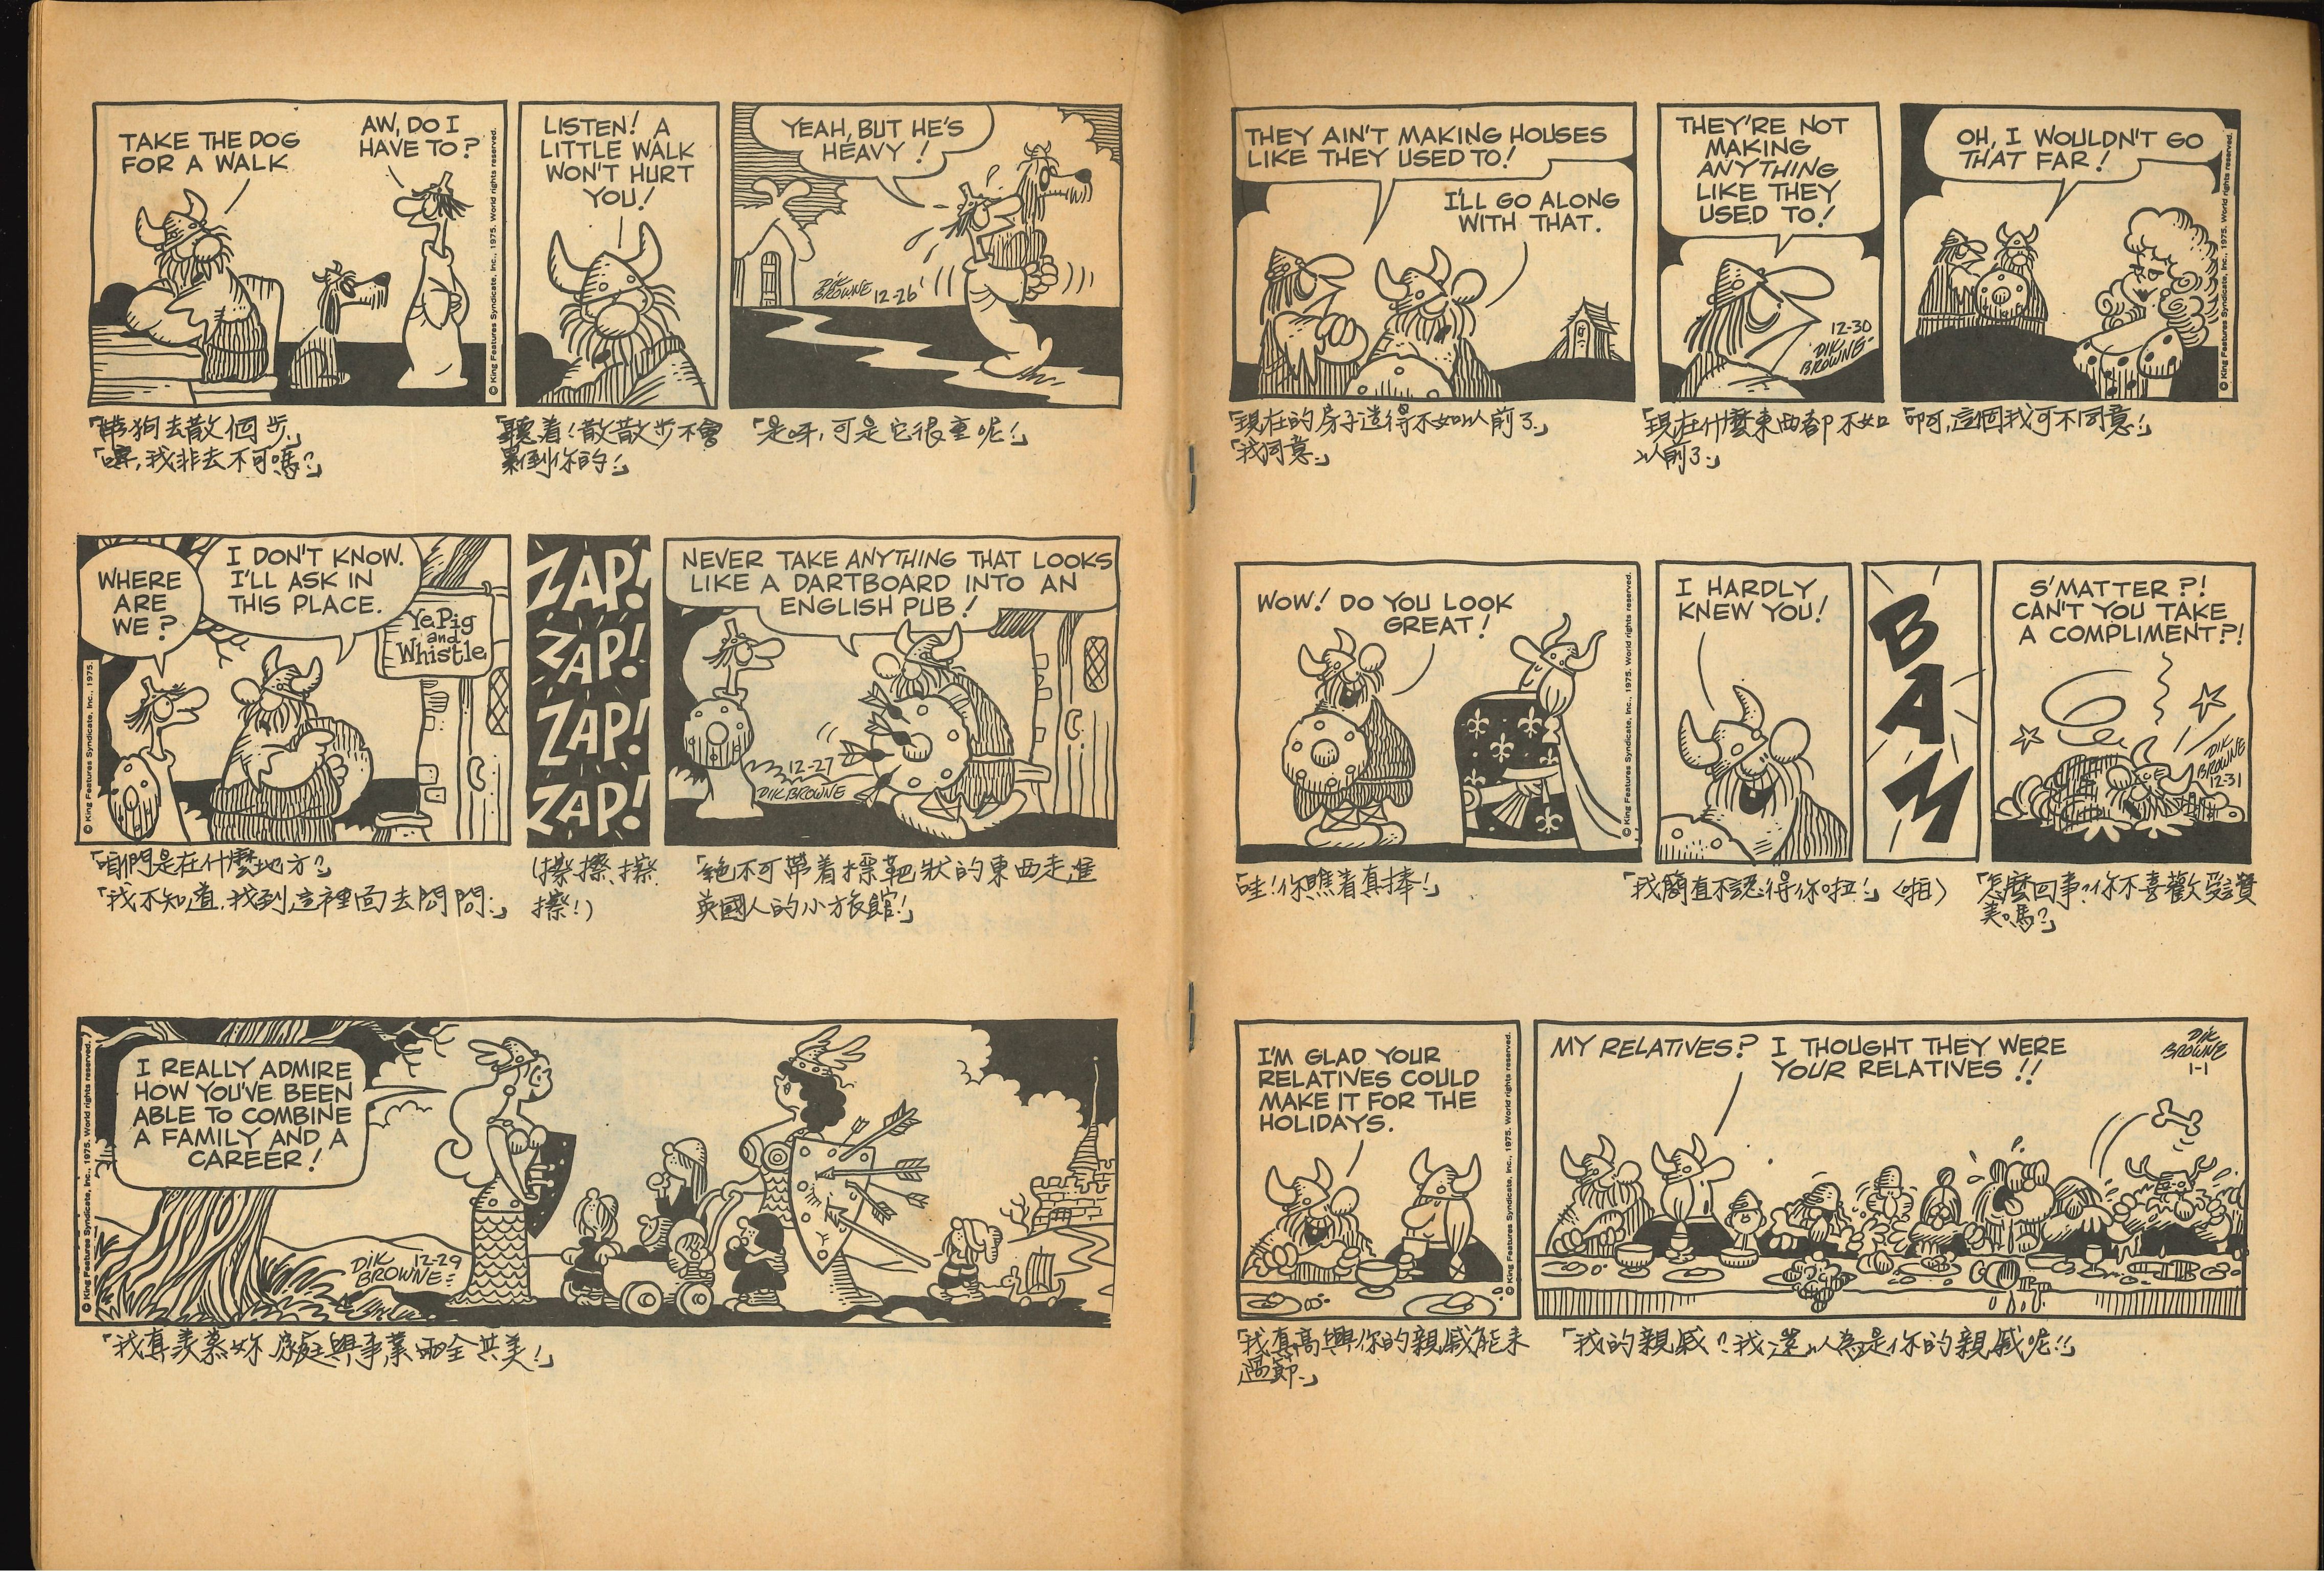 TAKE THE DOG
FOR A WALK
AW, DO I
HAVE TO?
© King Features Syndicate, Inc., 1975. World rights reserved.
LISTEN! A
LITTLE WALK
WON'T HURT
YOU!
YEAH, BUT HE'S
HEAVY!
DIK
BROWNE 12-26
「帶狗去散個步。」
「嘿,我非去不可嗎?」
聽着!散散步不會
累到你的!」
「是呀,可是它很重呢!」
WHERE
ARE
WE?
I DON'T KNOW.
I'LL ASK IN
THIS PLACE.
Ye Pig
and
Whistle
© King Features Syndicate, Inc., 1975.
ZAP!
ZAP!
ZAP!
ZAP!
NEVER TAKE ANYTHING THAT LOOKS
LIKE A DARTBOARD INTO AN
ENGLISH PUB!
12-27
DIK BROWNE
「咱們是在什麼地方?」
「我不知道,我到這裡面去問問。」
(擦、擦、擦、
擦!)
「絕不可帶着標靶狀的東西走進
英國人的小旅館!」
I REALLY ADMIRE
HOW YOU'VE BEEN
ABLE TO COMBINE
A FAMILY AND A
CAREER!
© King Features Syndicate, Inc., 1975. World rights reserved.
DIK 12-29
BROWNE
「我真羨慕妳家庭與事業兩全其美!」
THEY AIN'T MAKING HOUSES
LIKE THEY USED TO!
I'LL GO ALONG
WITH THAT.
THEY'RE NOT
MAKING
ANYTHING
LIKE THEY
USED TO!
12-30
DIK
BROWNE
OH, I WOULDN'T GO
THAT FAR!
© King Features Syndicate, Inc., 1975. World rights reserved.
「現在的房子造得不如以前了。」
「我同意。」
「現在什麼東西都不如
以前了。」
這個我可不同意!」
WOW! DO YOU LOOK
GREAT!
© King Features Syndicate, Inc., 1975. World rights reserved.
I HARDLY
KNEW YOU!
BAM
S'MATTER?!
CAN'T YOU TAKE
A COMPLIMENT?!
DIK
BROWNE
12-31
「哇!你瞧着真棒!」
「我簡直不認得你啦!」
(啪)
「怎麼回事?你不喜歡受讚
美嗎?」
I'M GLAD YOUR
RELATIVES COULD
MAKE IT FOR THE
HOLIDAYS.
© King Features Syndicate, Inc., 1975. World rights reserved.
MY RELATIVES? I THOUGHT THEY WERE
YOUR RELATIVES!!
DIK
BROWNE
1-1
「我真高興你的親戚能來
過節。」
「我的親戚?我還以為是你的親戚呢!!」